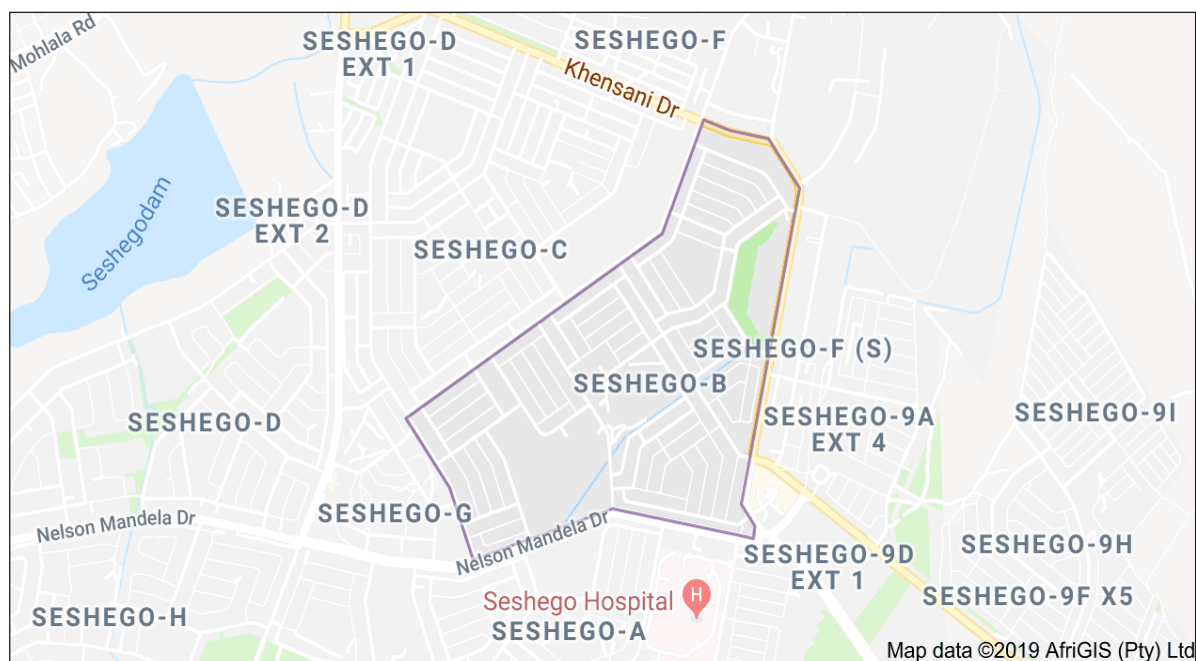 Mohlala Rd
SESHEGO-D
EXT 1
SESHEGO-F
Khensani Dr
Seshegodam
SESHEGO-D
EXT 2
SESHEGO-C
SESHEGO-F (S)
SESHEGO-B
SESHEGO-D
SESHEGO-9A
EXT 4
SESHEGO-9I
SESHEGO-G
Nelson Mandela Dr
Nelson Mandela Dr
SESHEGO-9D
EXT 1
SESHEGO-9H
SESHEGO-9F X5
Seshego Hospital
H
SESHEGO-H
SESHEGO-A
Map data ©2019 AfriGIS (Pty) Ltd